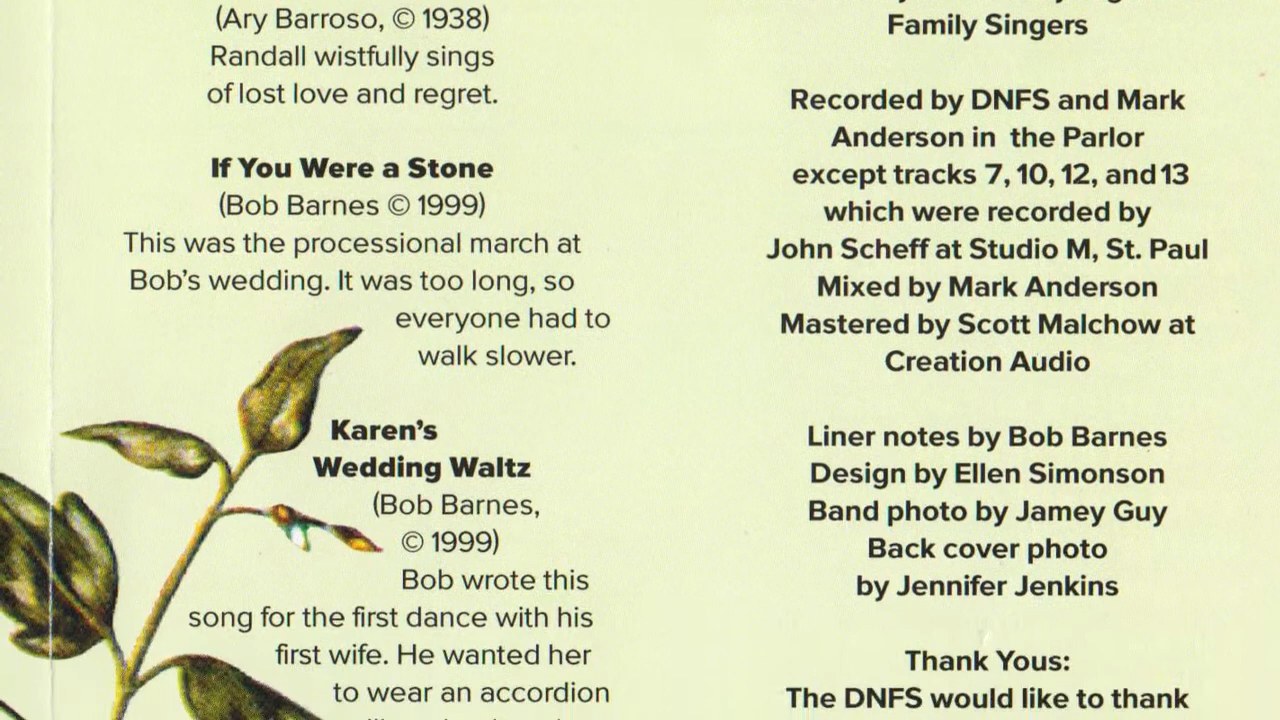 (Ary Barroso, © 1938)
Randall wistfully sings
of lost love and regret.
If You Were a Stone
(Bob Barnes © 1999)
This was the processional march at
Bob's wedding. It was too long, so
everyone had to
walk slower.
Karen's
Wedding Waltz
(Bob Barnes,
© 1999)
Bob wrote this
song for the first dance with his
first wife. He wanted her
to wear an accordion
Family Singers
Recorded by DNFS and Mark
Anderson in the Parlor
except tracks 7, 10, 12, and 13
which were recorded by
John Scheff at Studio M, St. Paul
Mixed by Mark Anderson
Mastered by Scott Malchow at
Creation Audio
Liner notes by Bob Barnes
Design by Ellen Simonson
Band photo by Jamey Guy
Back cover photo
by Jennifer Jenkins
Thank Yous:
The DNFS would like to thank